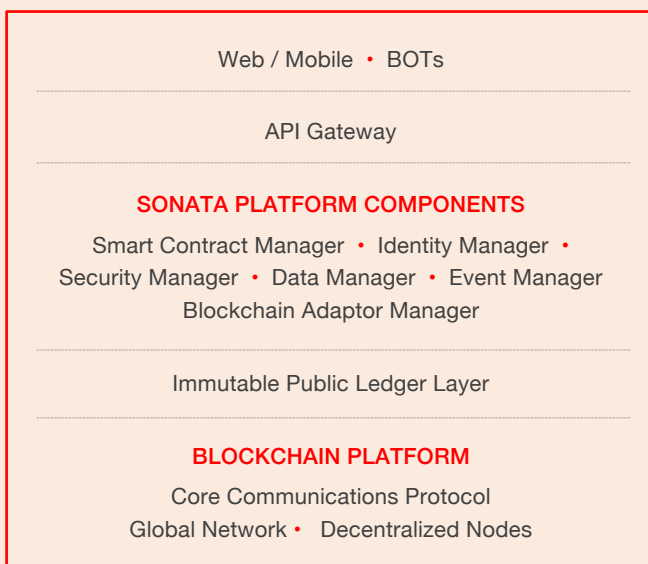 Web / Mobile • BOTs
API Gateway
SONATA PLATFORM COMPONENTS
Smart Contract Manager • Identity Manager •
Security Manager • Data Manager • Event Manager
Blockchain Adaptor Manager
Immutable Public Ledger Layer
BLOCKCHAIN PLATFORM
Core Communications Protocol
Global Network • Decentralized Nodes